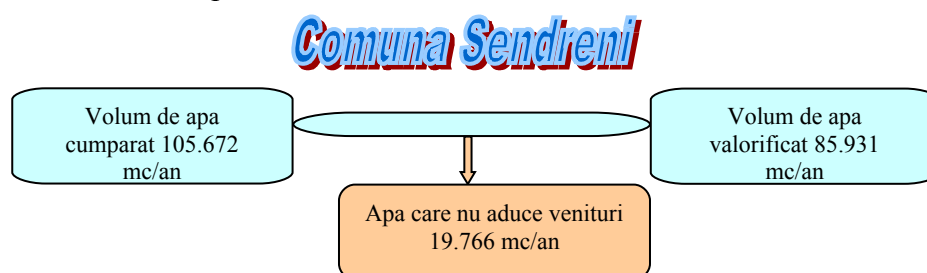 Comuna Sendreni
Volum de apa
cumparat 105.672
mc/an
Volum de apa
valorificat 85.931
mc/an
Apa care nu aduce venituri
19.766 mc/an